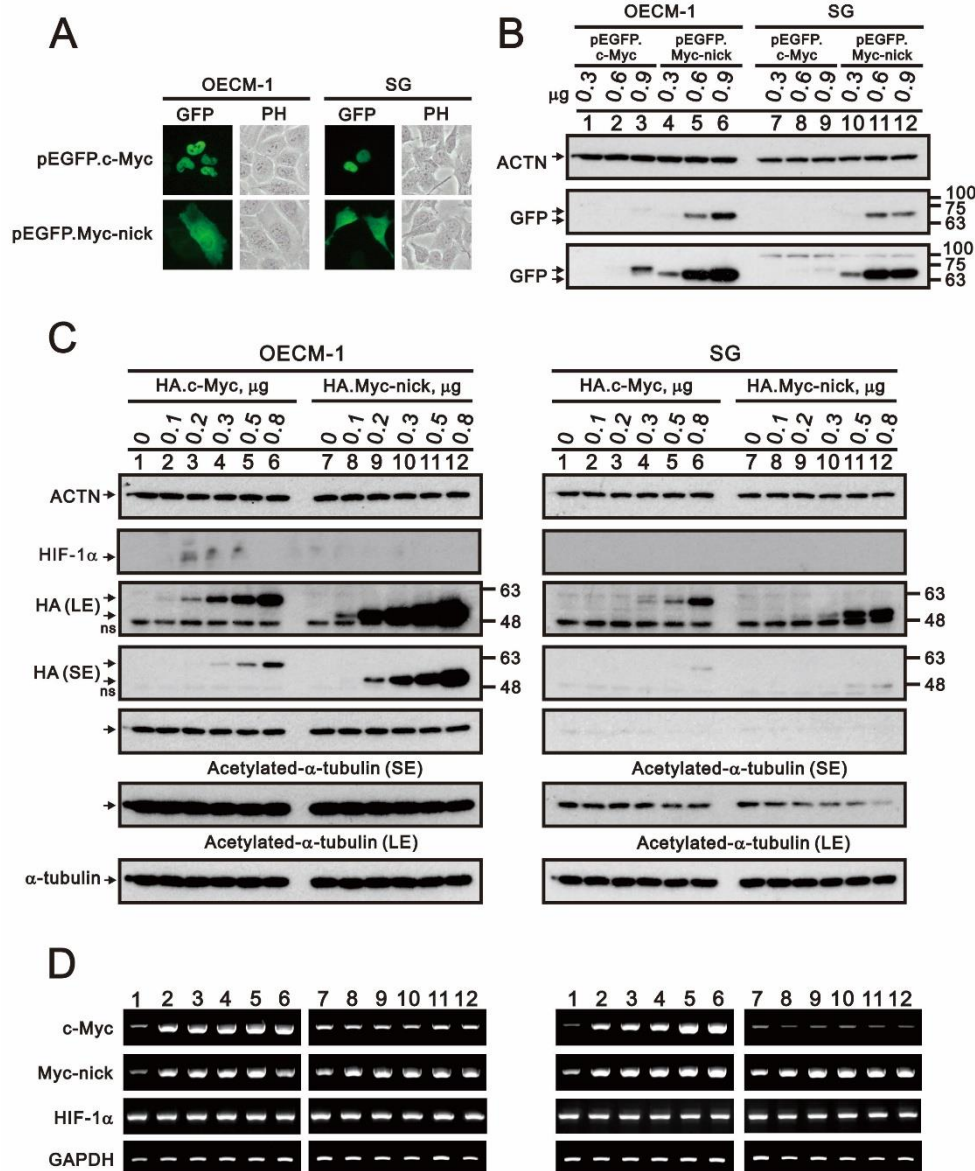 A
OECM-1 SG
GFP PH GFP PH
pEGFP.c-Myc
pEGFP.Myc-nick
B
OECM-1 SG
pEGFP. pEGFP. pEGFP. pEGFP.
c-Myc Myc-nick c-Myc Myc-nick
μg 0.3 0.6 0.9 0.3 0.6 0.9 0.3 0.6 0.9 0.3 0.6 0.9
1 2 3 4 5 6 7 8 9 10 11 12
ACTN
GFP 100 75 63
GFP 100 75 63
C
OECM-1 SG
HA.c-Myc, μg HA.Myc-nick, μg HA.c-Myc, μg HA.Myc-nick, μg
0 0.1 0.2 0.3 0.5 0.8 0 0.1 0.2 0.3 0.5 0.8 0 0.1 0.2 0.3 0.5 0.8 0 0.1 0.2 0.3 0.5 0.8
1 2 3 4 5 6 7 8 9 10 11 12 1 2 3 4 5 6 7 8 9 10 11 12
ACTN
HIF-1α
HA (LE) 63 63
ns 48 48
HA (SE) 63 63
ns 48 48
Acetylated-α-tubulin (SE) Acetylated-α-tubulin (SE)
Acetylated-α-tubulin (LE) Acetylated-α-tubulin (LE)
α-tubulin
D
1 2 3 4 5 6 7 8 9 10 11 12 1 2 3 4 5 6 7 8 9 10 11 12
c-Myc
Myc-nick
HIF-1α
GAPDH